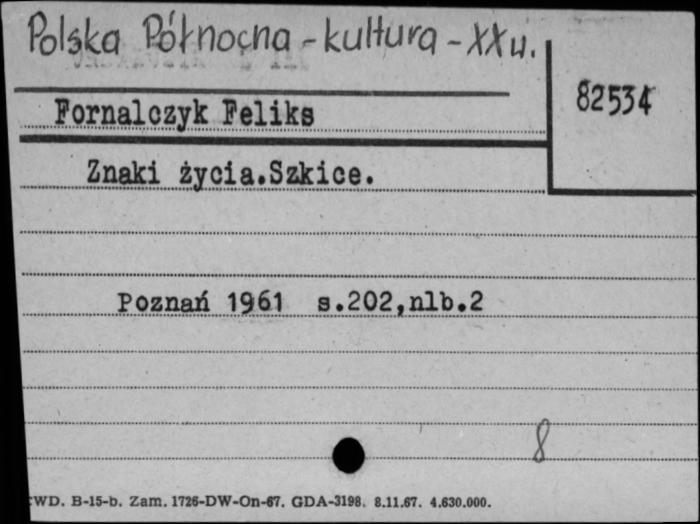 Polska Północna - kultura - XX w.
82534
Fornalczyk Feliks
Znaki życia.Szkice.
Poznań 1961 s.202,nlb.2
8
WD. B-15-b. Zam. 1726-DW-On-67. GDA-3198. 8.11.67. 4.630.000.